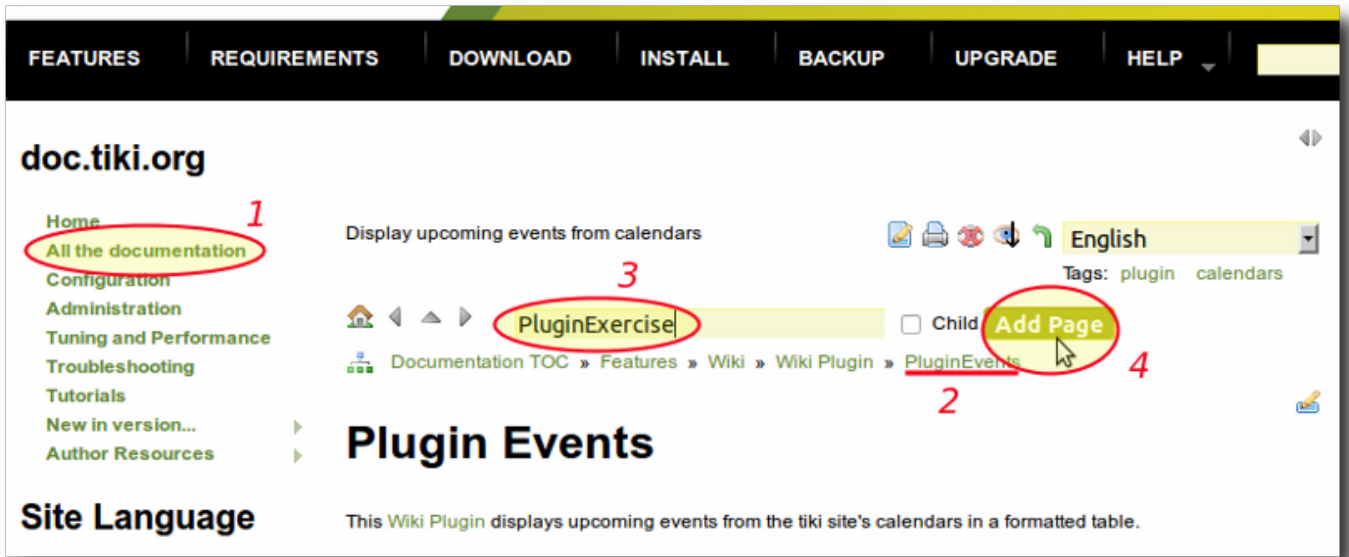 FEATURES REQUIREMENTS DOWNLOAD INSTALL BACKUP UPGRADE HELP
doc.tiki.org
1
Home
All the documentation
Configuration
Administration
Tuning and Performance
Troubleshooting
Tutorials
New in version...
Author Resources
Site Language
Display upcoming events from calendars
English
Tags: plugin calendars
3
PluginExercise
Child Add Page
4
Documentation TOC » Features » Wiki » Wiki Plugin » PluginEvents
2
Plugin Events
This Wiki Plugin displays upcoming events from the tiki site's calendars in a formatted table.